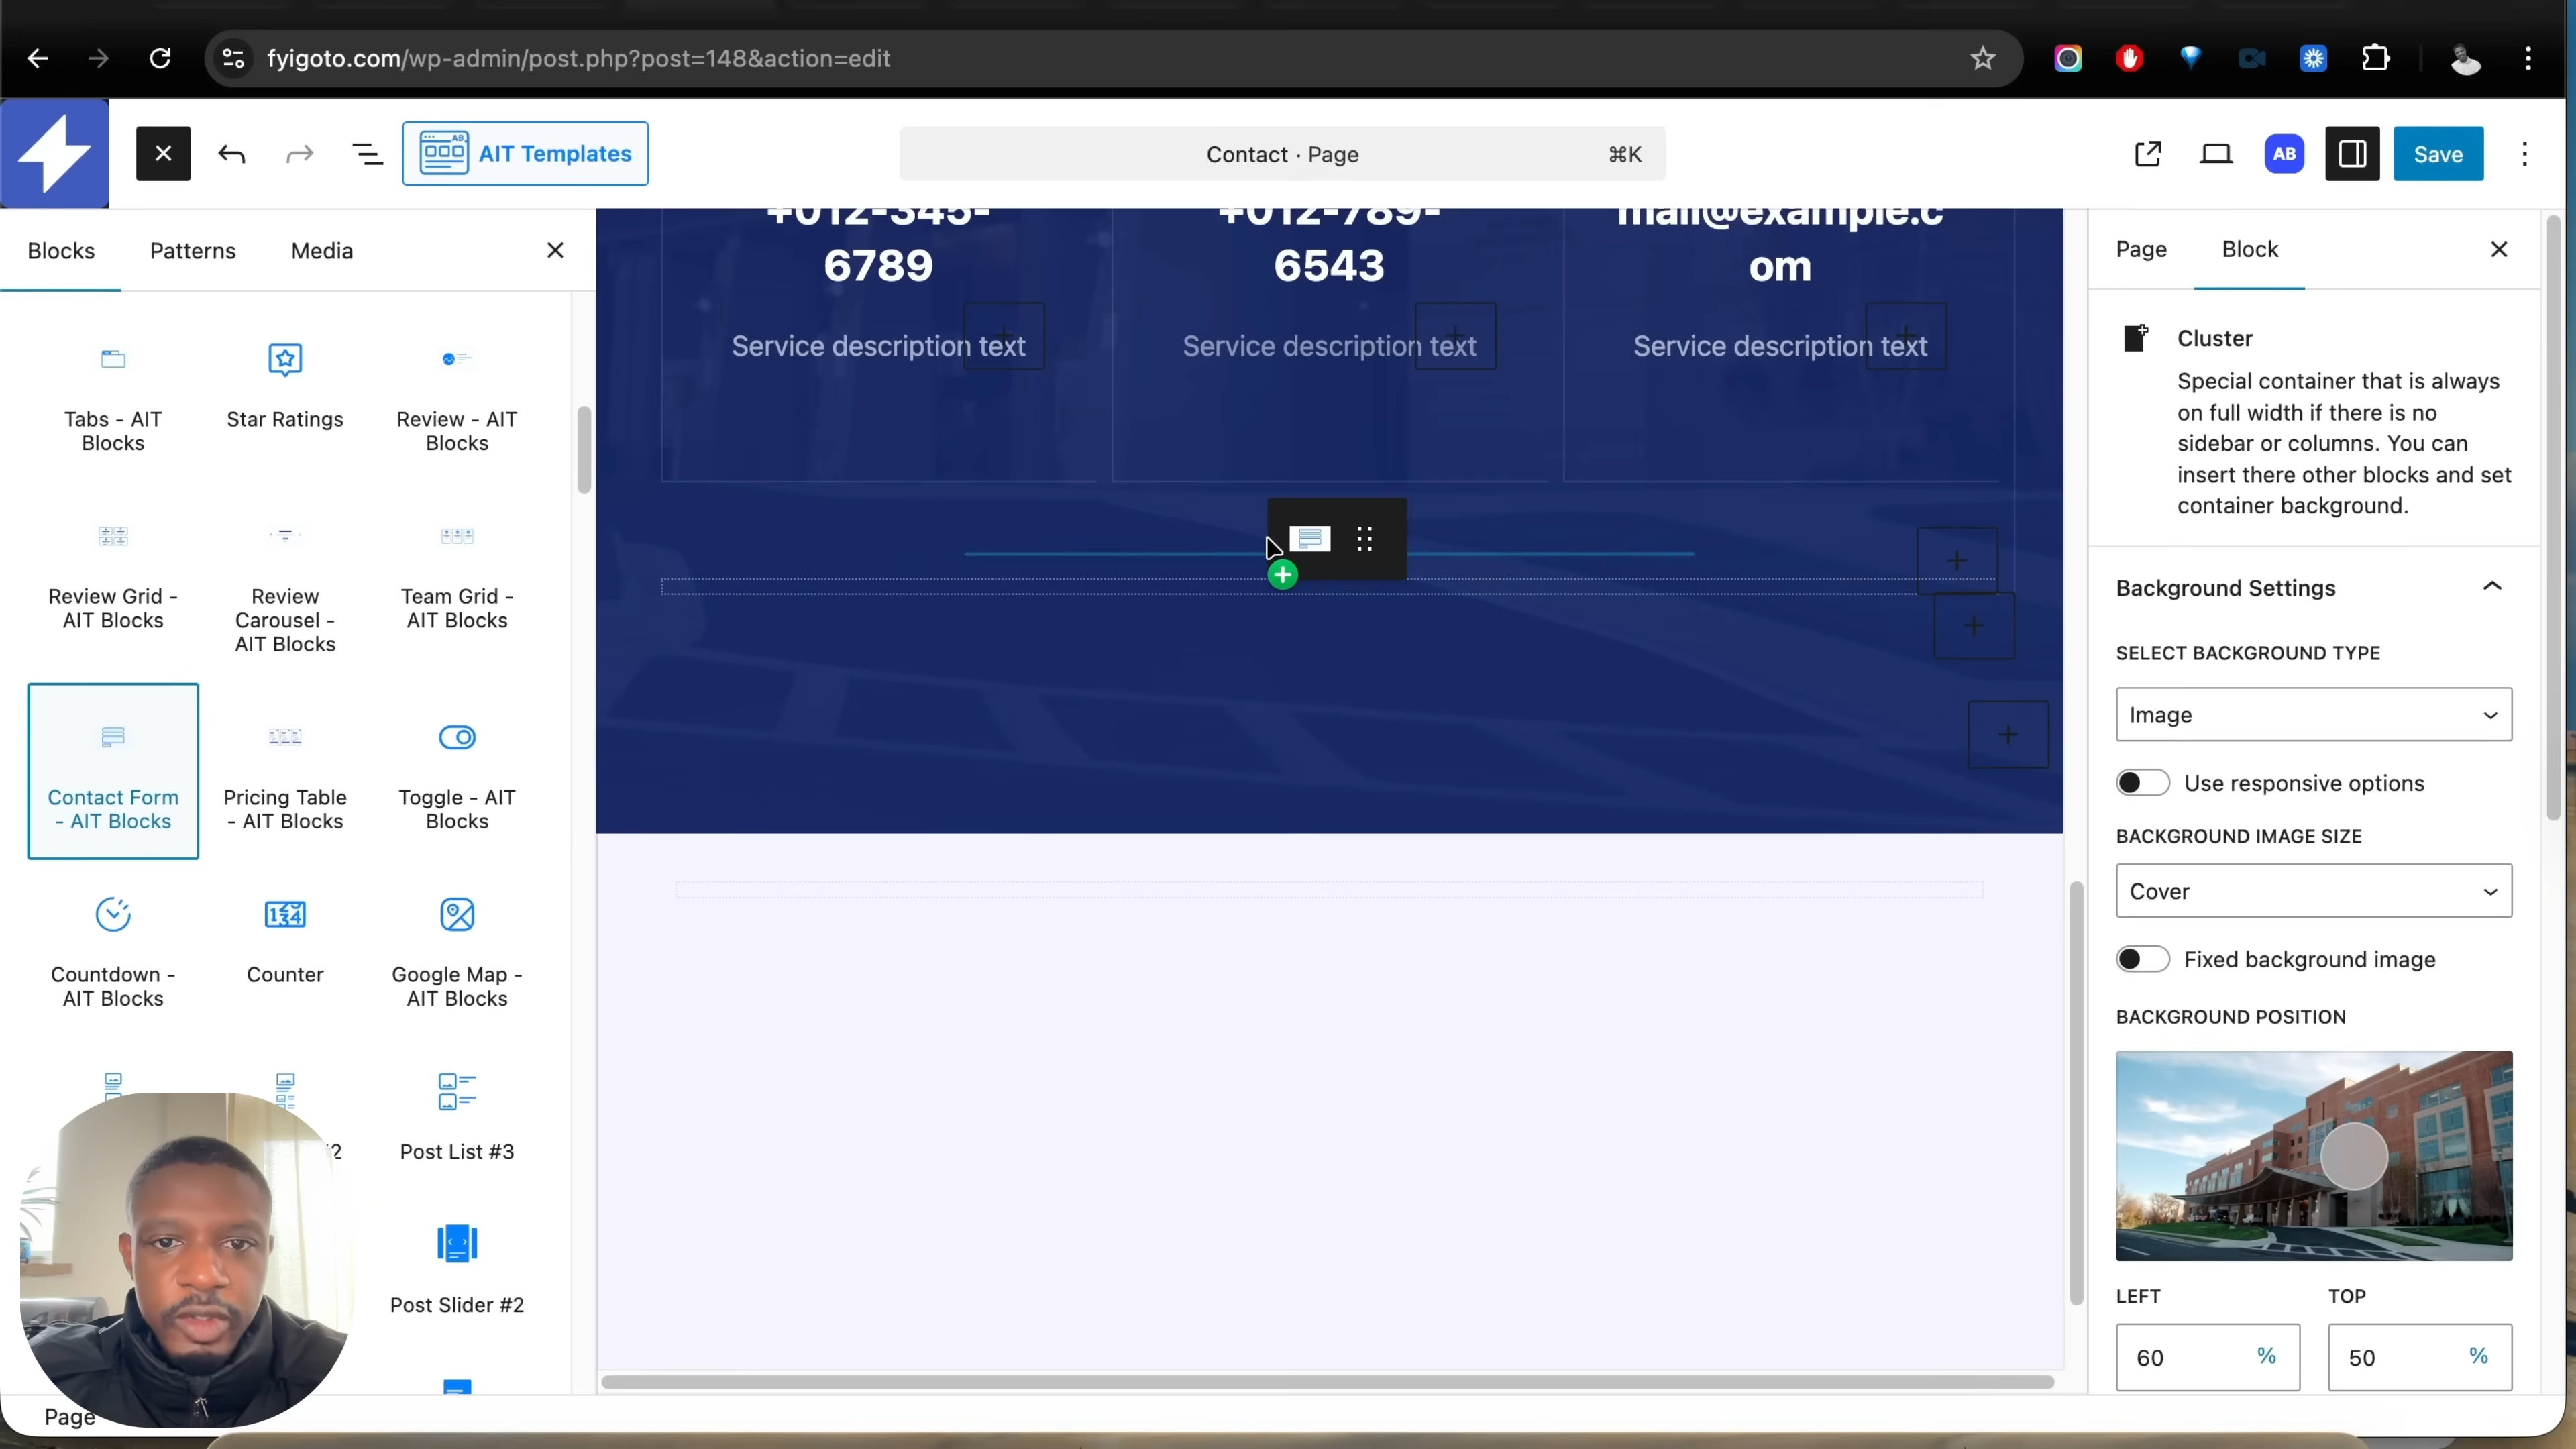 fyigoto.com/wp-admin/post.php?post=148&action=edit
AIT Templates
Contact · Page
⌘K
AB
Save
Blocks
Patterns
Media
Tabs - AIT
Blocks
Star Ratings
Review - AIT
Blocks
Review Grid -
AIT Blocks
Review
Carousel -
AIT Blocks
Team Grid -
AIT Blocks
Contact Form
- AIT Blocks
Pricing Table
- AIT Blocks
Toggle - AIT
Blocks
Countdown -
AIT Blocks
Counter
Google Map -
AIT Blocks
Post List #3
Post Slider #2
Page
+012-345-
6789
Service description text
+012-789-
6543
Service description text
mail@example.c
om
Service description text
Page
Block
Cluster
Special container that is always
on full width if there is no
sidebar or columns. You can
insert there other blocks and set
container background.
Background Settings
SELECT BACKGROUND TYPE
Image
Use responsive options
BACKGROUND IMAGE SIZE
Cover
Fixed background image
BACKGROUND POSITION
LEFT
TOP
60 %
50 %